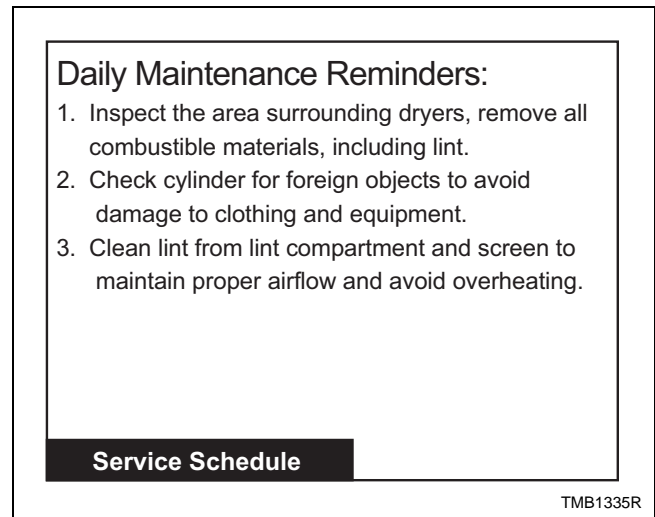 Daily Maintenance Reminders:
1. Inspect the area surrounding dryers, remove all
combustible materials, including lint.
2. Check cylinder for foreign objects to avoid
damage to clothing and equipment.
3. Clean lint from lint compartment and screen to
maintain proper airflow and avoid overheating.
Service Schedule
TMB1335R